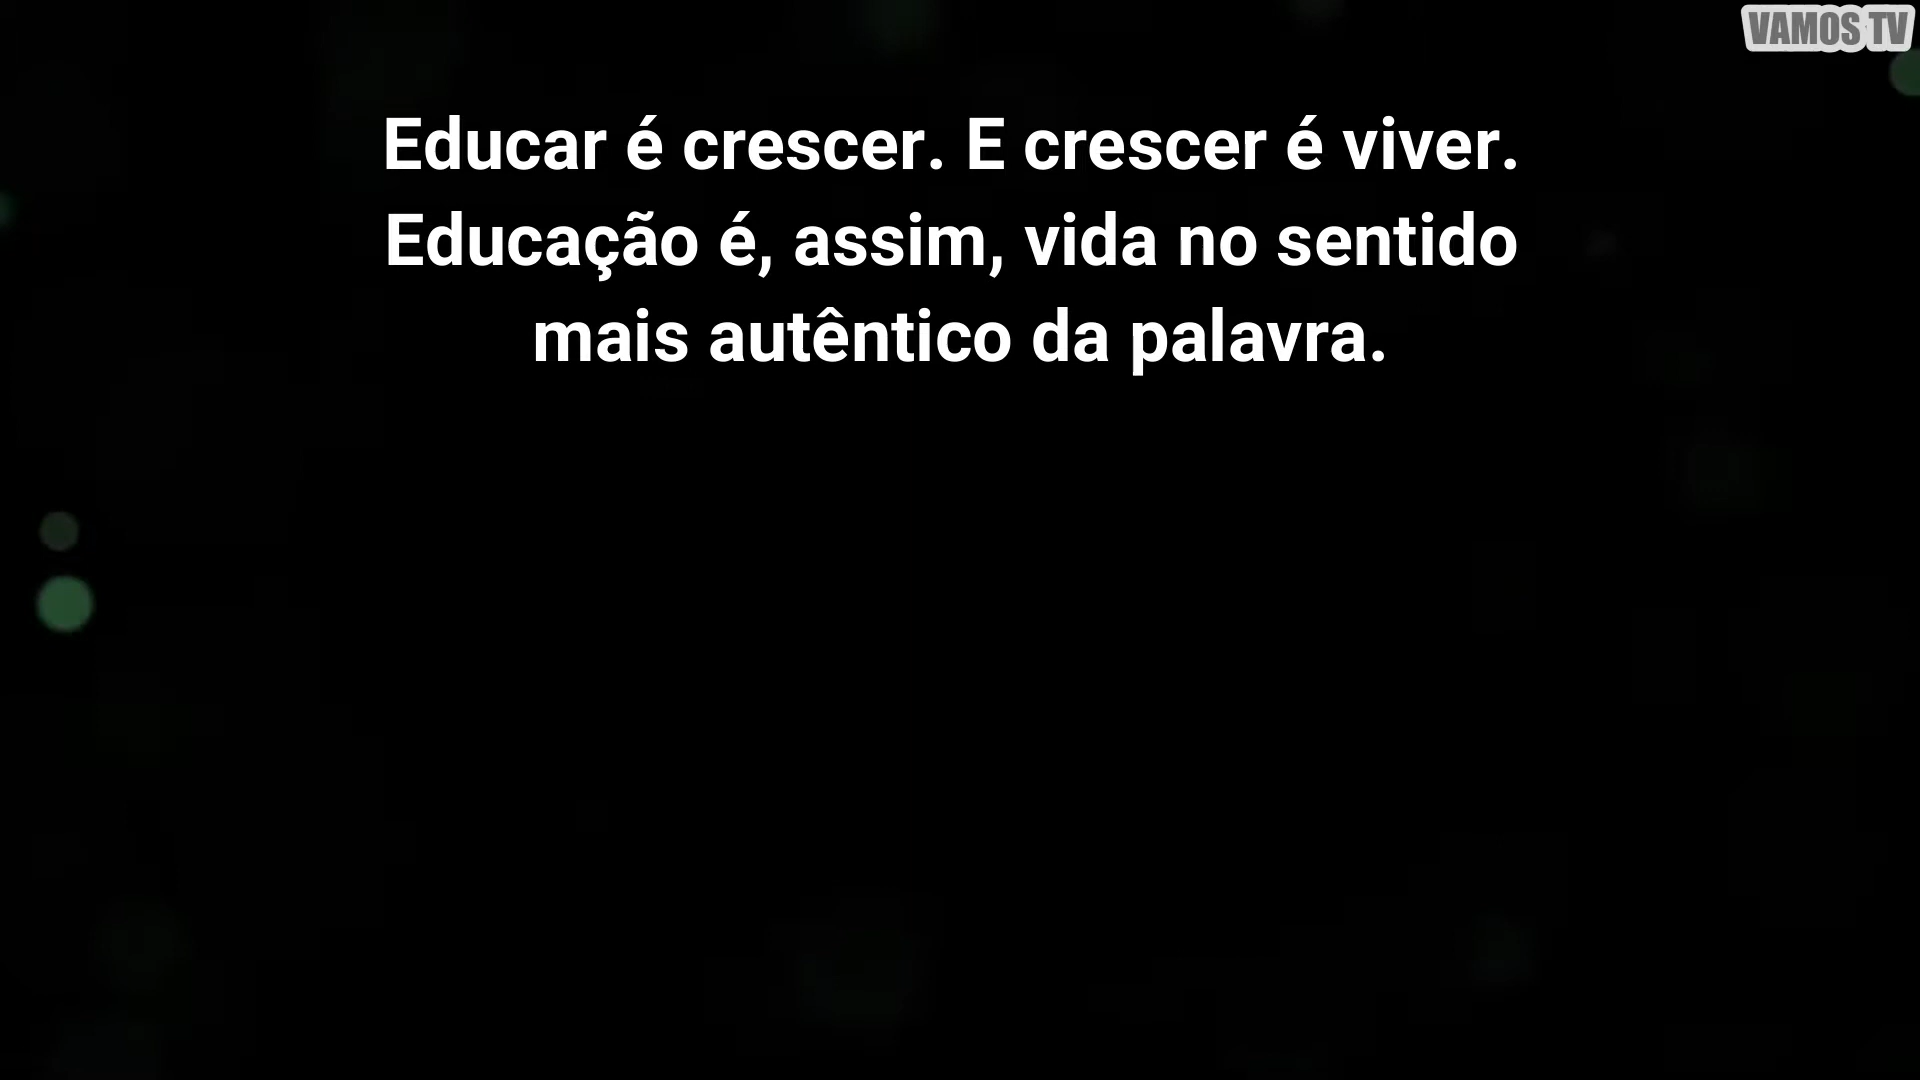 VAMOS TV
Educar é crescer. E crescer é viver.
Educação é, assim, vida no sentido
mais autêntico da palavra.